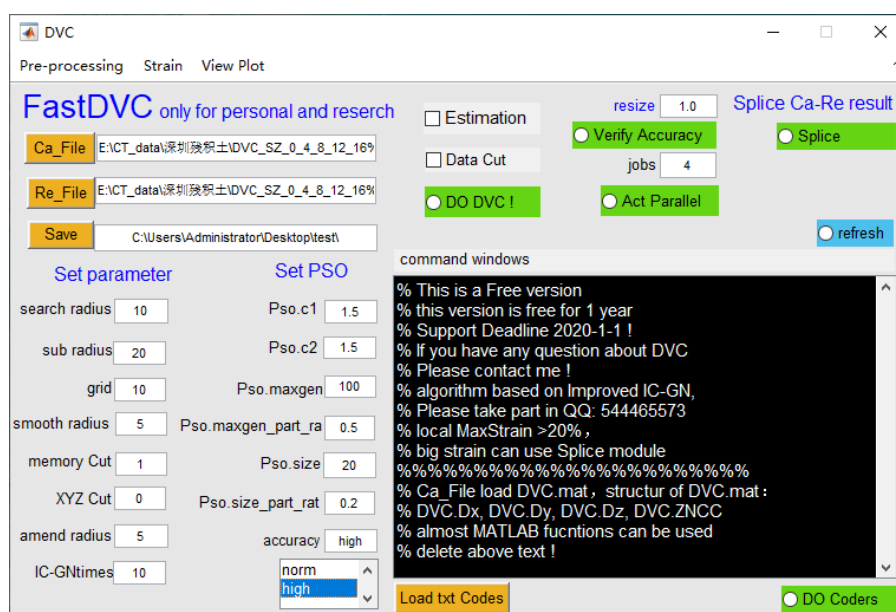 DVC
Pre-processing Strain View Plot
FastDVC only for personal and reserch
Ca_File E:\CT_data\深圳残积土\DVC_SZ_0_4_8_12_16%
Re_File E:\CT_data\深圳残积土\DVC_SZ_0_4_8_12_16%
Save C:\Users\Administrator\Desktop\test\
Estimation
Data Cut
DO DVC !
resize 1.0
Verify Accuracy
jobs 4
Act Parallel
Splice Ca-Re result
Splice
refresh
Set parameter
search radius 10
sub radius 20
grid 10
smooth radius 5
memory Cut 1
XYZ Cut 0
amend radius 5
IC-GNtimes 10
Set PSO
Pso.c1 1.5
Pso.c2 1.5
Pso.maxgen 100
Pso.maxgen_part_ra 0.5
Pso.size 20
Pso.size_part_rat 0.2
accuracy high
norm
high
command windows
% This is a Free version
% this version is free for 1 year
% Support Deadline 2020-1-1 !
% If you have any question about DVC
% Please contact me !
% algorithm based on Improved IC-GN,
% Please take part in QQ: 544465573
% local MaxStrain >20%，
% big strain can use Splice module
%%%%%%%%%%%%%%%%%%%%%%%%
% Ca_File load DVC.mat，structur of DVC.mat：
% DVC.Dx, DVC.Dy, DVC.Dz, DVC.ZNCC
% almost MATLAB fucntions can be used
% delete above text !
Load txt Codes
DO Coders